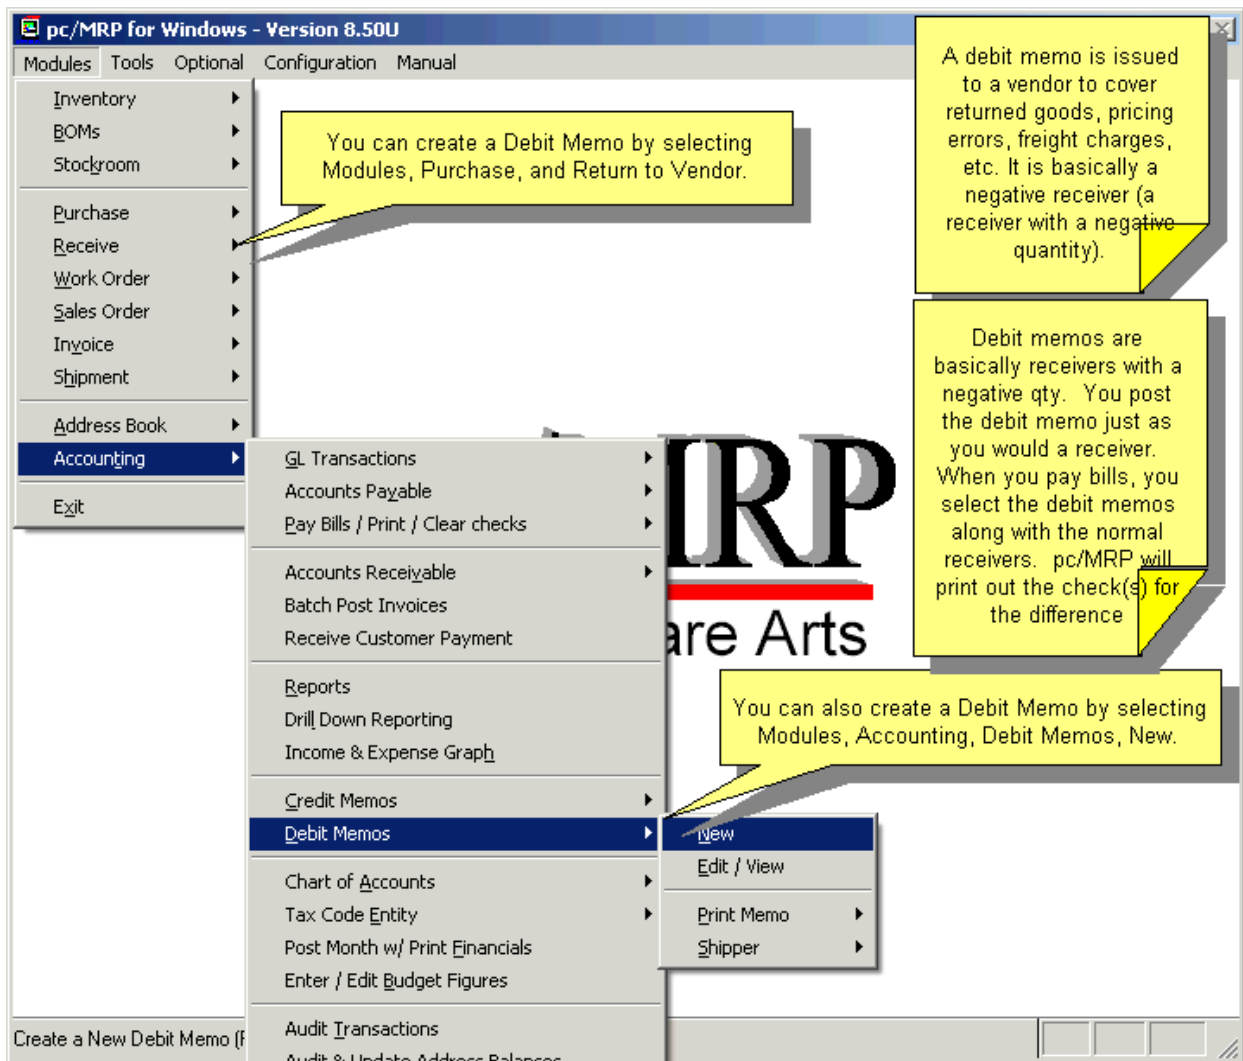 pc/MRP for Windows - Version 8.50U
Modules Tools Optional Configuration Manual
Inventory
BOMs
Stockroom
Purchase
Receive
Work Order
Sales Order
Invoice
Shipment
Address Book
Accounting
Exit
You can create a Debit Memo by selecting
Modules, Purchase, and Return to Vendor.
A debit memo is issued
to a vendor to cover
returned goods, pricing
errors, freight charges,
etc. It is basically a
negative receiver (a
receiver with a negative
quantity).
Debit memos are
basically receivers with a
negative qty. You post
the debit memo just as
you would a receiver.
When you pay bills, you
select the debit memos
along with the normal
receivers. pc/MRP will
print out the check(s) for
the difference
MRP
are Arts
GL Transactions
Accounts Payable
Pay Bills / Print / Clear checks
Accounts Receivable
Batch Post Invoices
Receive Customer Payment
Reports
Drill Down Reporting
Income & Expense Graph
Credit Memos
Debit Memos
Chart of Accounts
Tax Code Entity
Post Month w/ Print Financials
Enter / Edit Budget Figures
Audit Transactions
Audit & Update Address Balances
You can also create a Debit Memo by selecting
Modules, Accounting, Debit Memos, New.
New
Edit / View
Print Memo
Shipper
Create a New Debit Memo (